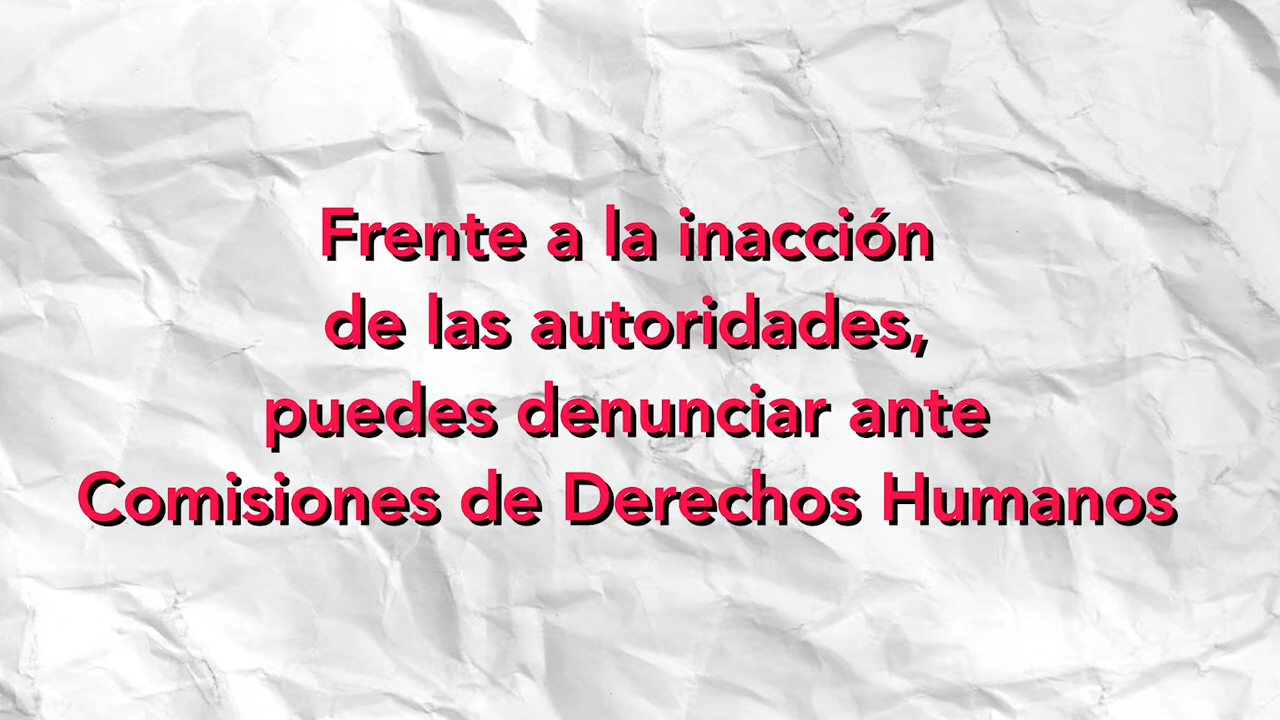 Frente a la inacción
de las autoridades,
puedes denunciar ante
Comisiones de Derechos Humanos